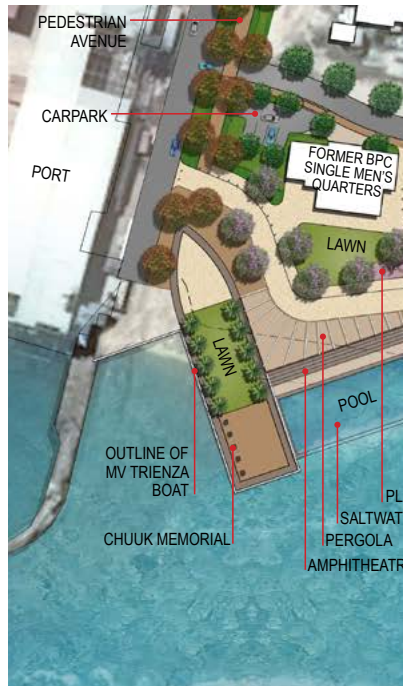 PEDESTRIAN
AVENUE
CARPARK
PORT
FORMER BPC
SINGLE MEN'S
QUARTERS
LAWN
LAWN
POOL
OUTLINE OF
MV TRIENZA
BOAT
PL
SALTWAT
CHUUK MEMORIAL
PERGOLA
AMPHITHEATR